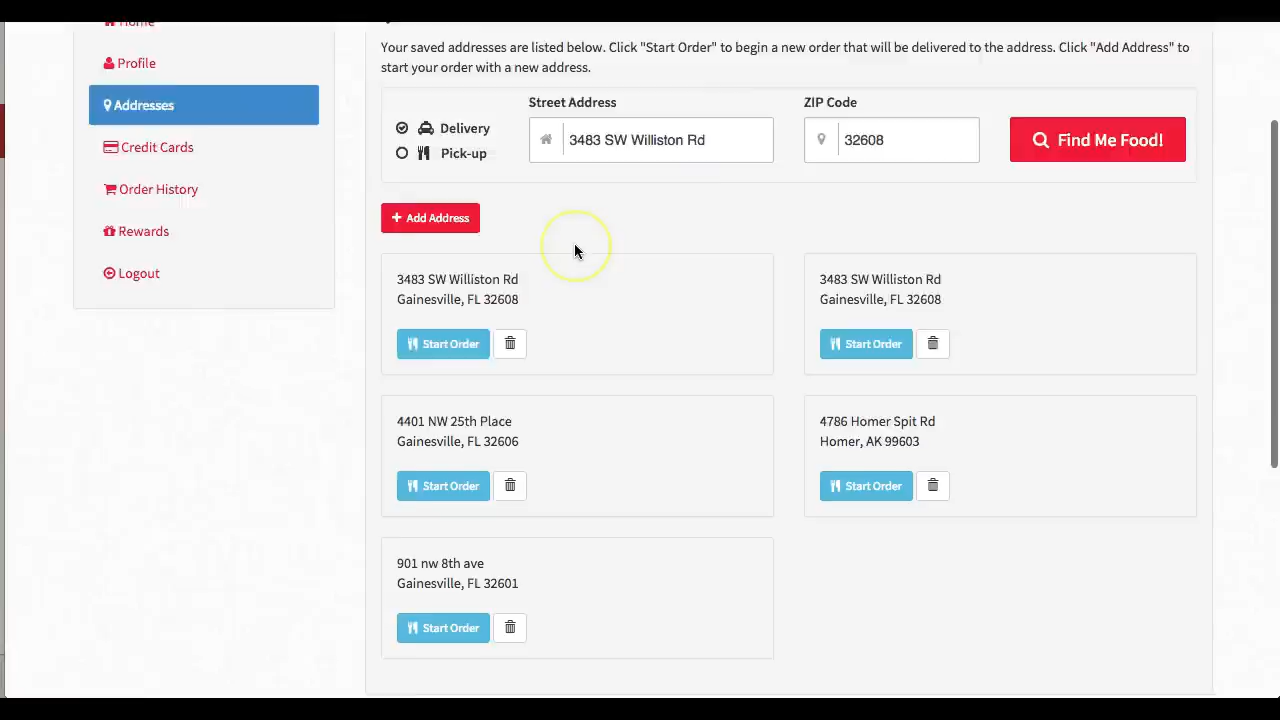 Home
Profile
Addresses
Credit Cards
Order History
Rewards
Logout
Your saved addresses are listed below. Click "Start Order" to begin a new order that will be delivered to the address. Click "Add Address" to
start your order with a new address.
Delivery
Pick-up
Street Address
3483 SW Williston Rd
ZIP Code
32608
Find Me Food!
Add Address
3483 SW Williston Rd
Gainesville, FL 32608
Start Order
3483 SW Williston Rd
Gainesville, FL 32608
Start Order
4401 NW 25th Place
Gainesville, FL 32606
Start Order
4786 Homer Spit Rd
Homer, AK 99603
Start Order
901 nw 8th ave
Gainesville, FL 32601
Start Order